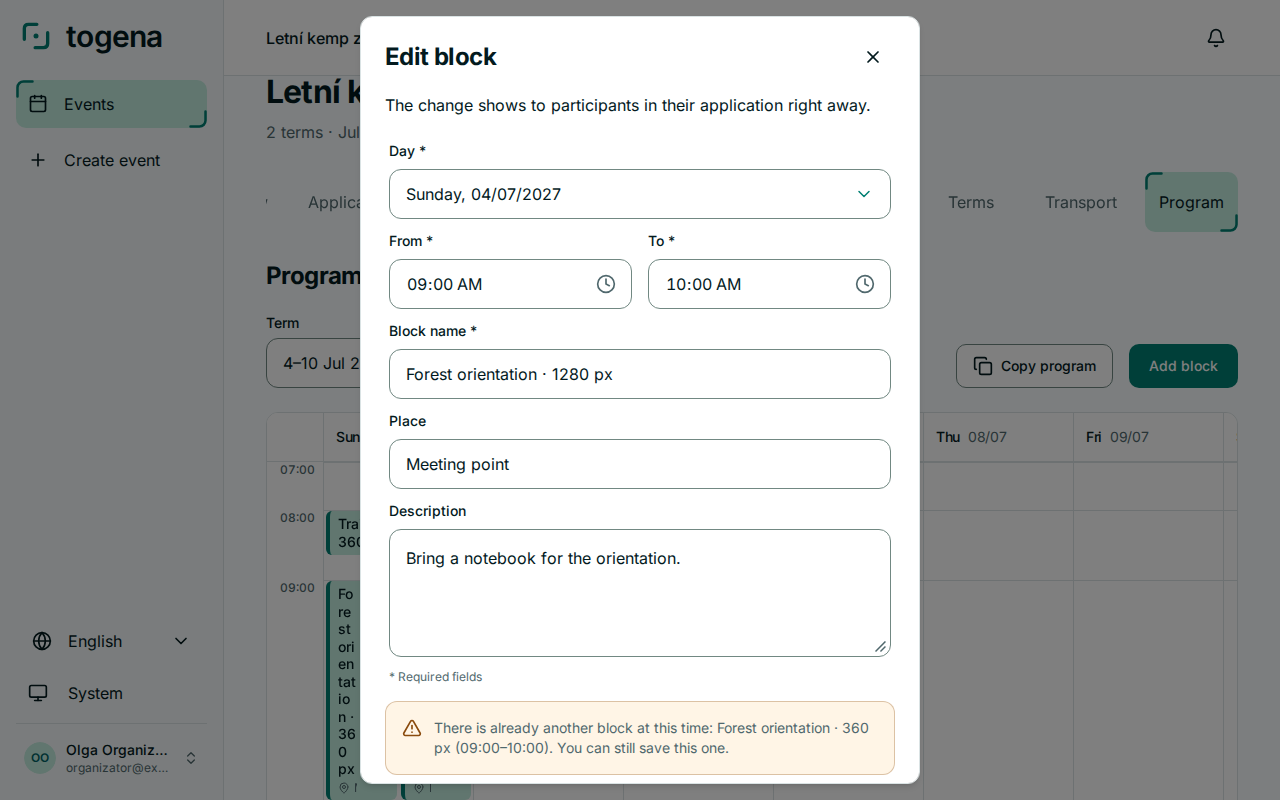 togena
Events
Create event
English
System
OO
Olga Organiz...
organizator@ex...
Letní kemp z
Letní k
2 terms · Jul
Applica
Terms
Transport
Program
Program
Term
4–10 Jul 2
Copy program
Add block
Sun
Thu 08/07
Fri 09/07
07:00
08:00
09:00
Tra
360
Fo
re
st
ori
en
tat
io
n ·
36
0
px
Edit block
The change shows to participants in their application right away.
Day *
Sunday, 04/07/2027
From *
To *
09:00 AM
10:00 AM
Block name *
Forest orientation · 1280 px
Place
Meeting point
Description
Bring a notebook for the orientation.
* Required fields
There is already another block at this time: Forest orientation · 360
px (09:00–10:00). You can still save this one.